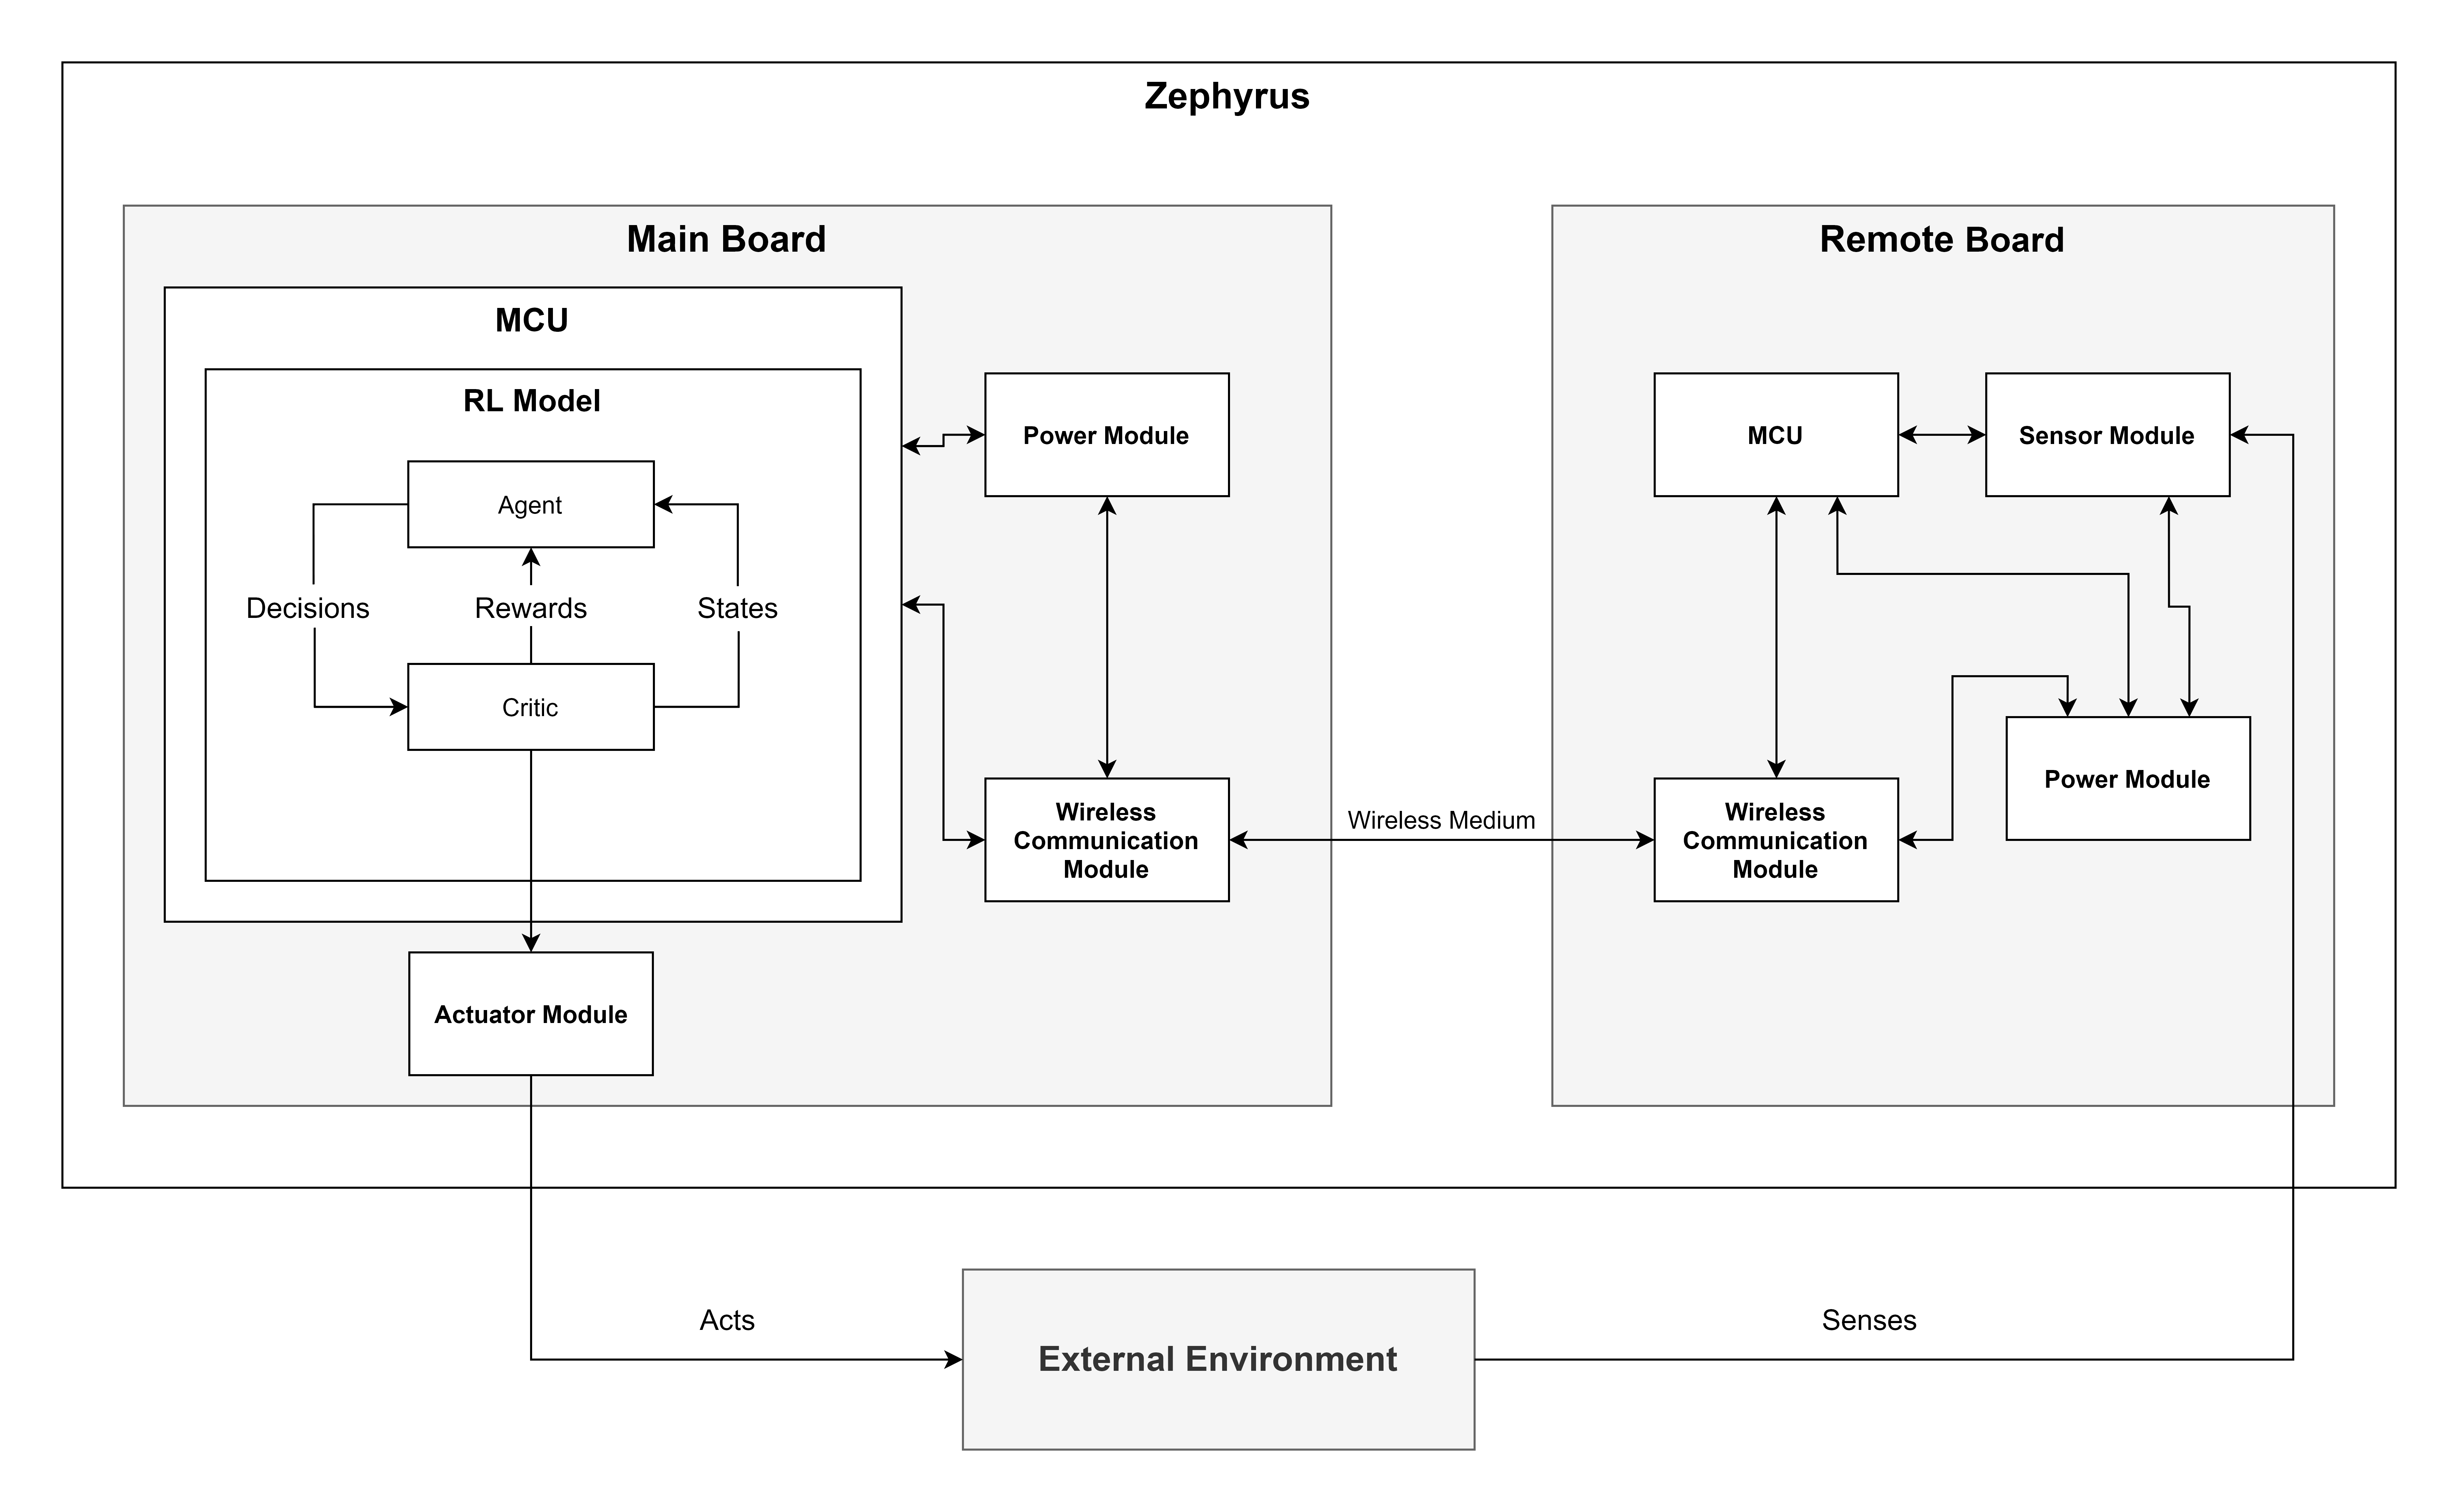 Zephyrus
Main Board
Remote Board
MCU
RL Model
Agent
Decisions
Rewards
States
Critic
Power Module
Wireless
Communication
Module
Actuator Module
Wireless Medium
MCU
Sensor Module
Power Module
Wireless
Communication
Module
Acts
External Environment
Senses